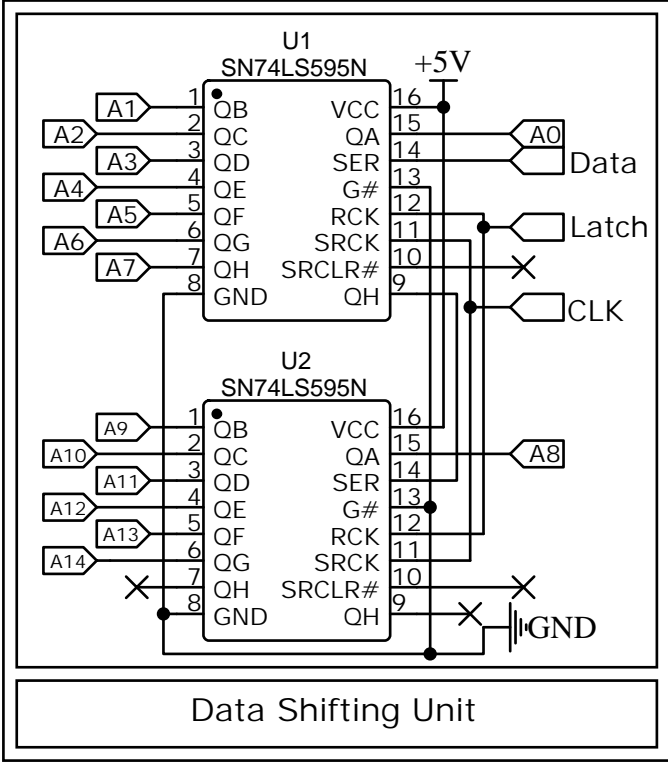 U1
SN74LS595N
+5V
A1 1 QB VCC 16
A2 2 QC QA 15 A0
A3 3 QD SER 14 Data
A4 4 QE G# 13
A5 5 QF RCK 12 Latch
A6 6 QG SRCK 11
A7 7 QH SRCLR# 10
8 GND QH 9
CLK
U2
SN74LS595N
A9 1 QB VCC 16
A10 2 QC QA 15 A8
A11 3 QD SER 14
A12 4 QE G# 13
A13 5 QF RCK 12
A14 6 QG SRCK 11
7 QH SRCLR# 10
8 GND QH 9
GND
Data Shifting Unit